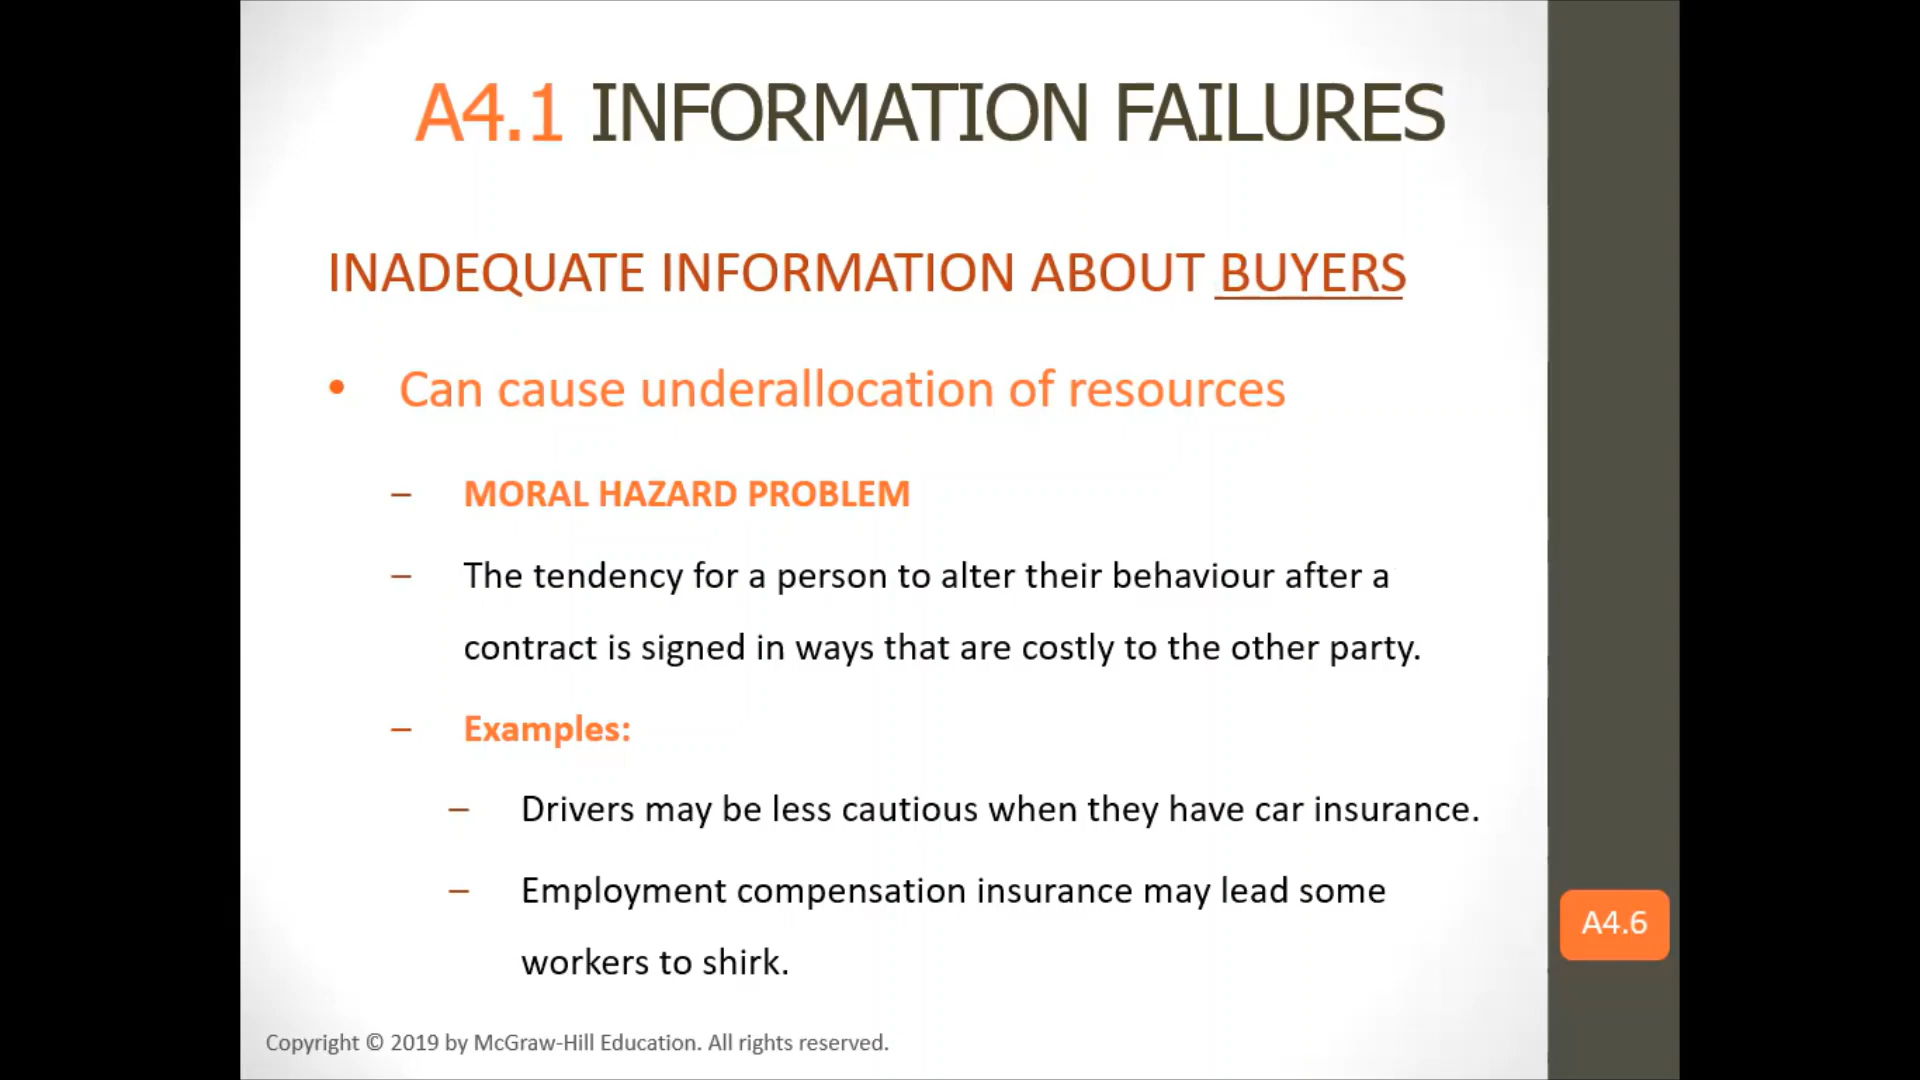 A4.1 INFORMATION FAILURES
INADEQUATE INFORMATION ABOUT BUYERS
• Can cause underallocation of resources
– MORAL HAZARD PROBLEM
– The tendency for a person to alter their behaviour after a
contract is signed in ways that are costly to the other party.
– Examples:
– Drivers may be less cautious when they have car insurance.
– Employment compensation insurance may lead some
workers to shirk.
A4.6
Copyright © 2019 by McGraw-Hill Education. All rights reserved.